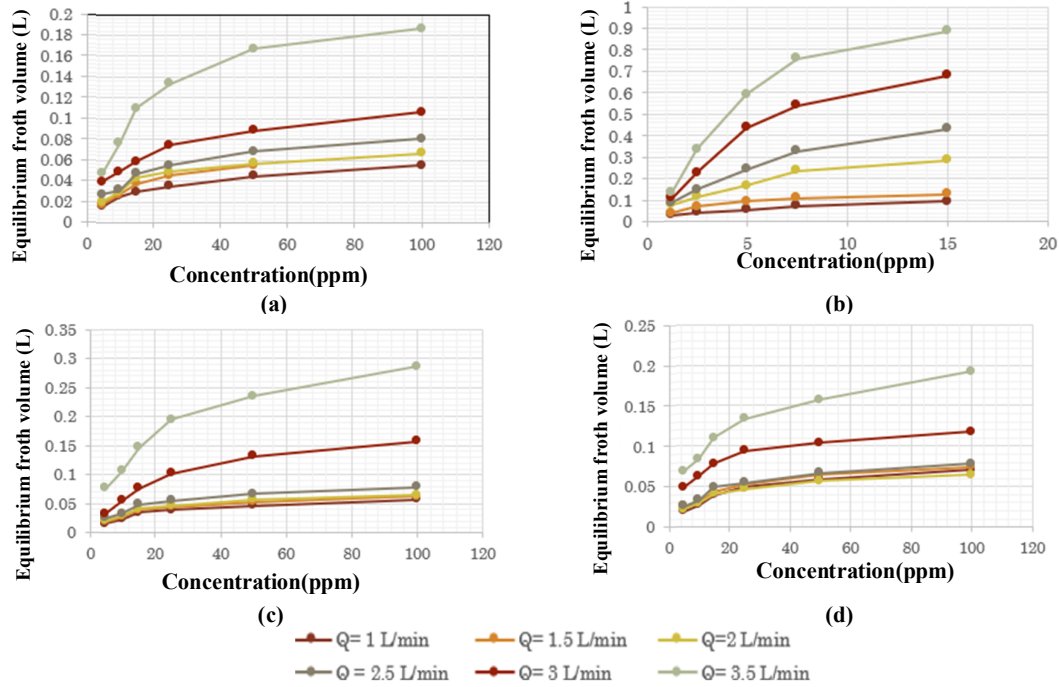 Equilibrium froth volume (L)
0.2
0.18
0.16
0.14
0.12
0.1
0.08
0.06
0.04
0.02
0
0 20 40 60 80 100 120
Concentration(ppm)
(a)
Equilibrium froth volume (L)
1
0.9
0.8
0.7
0.6
0.5
0.4
0.3
0.2
0.1
0
0 5 10 15 20
Concentration(ppm)
(b)
Equilibrium froth volume (L)
0.35
0.3
0.25
0.2
0.15
0.1
0.05
0
0 20 40 60 80 100 120
Concentration(ppm)
(c)
Equilibrium froth volume (L)
0.25
0.2
0.15
0.1
0.05
0
0 20 40 60 80 100 120
Concentration(ppm)
(d)
Q= 1 L/min Q= 1.5 L/min Q=2 L/min
Q = 2.5 L/min Q= 3 L/min Q= 3.5 L/min